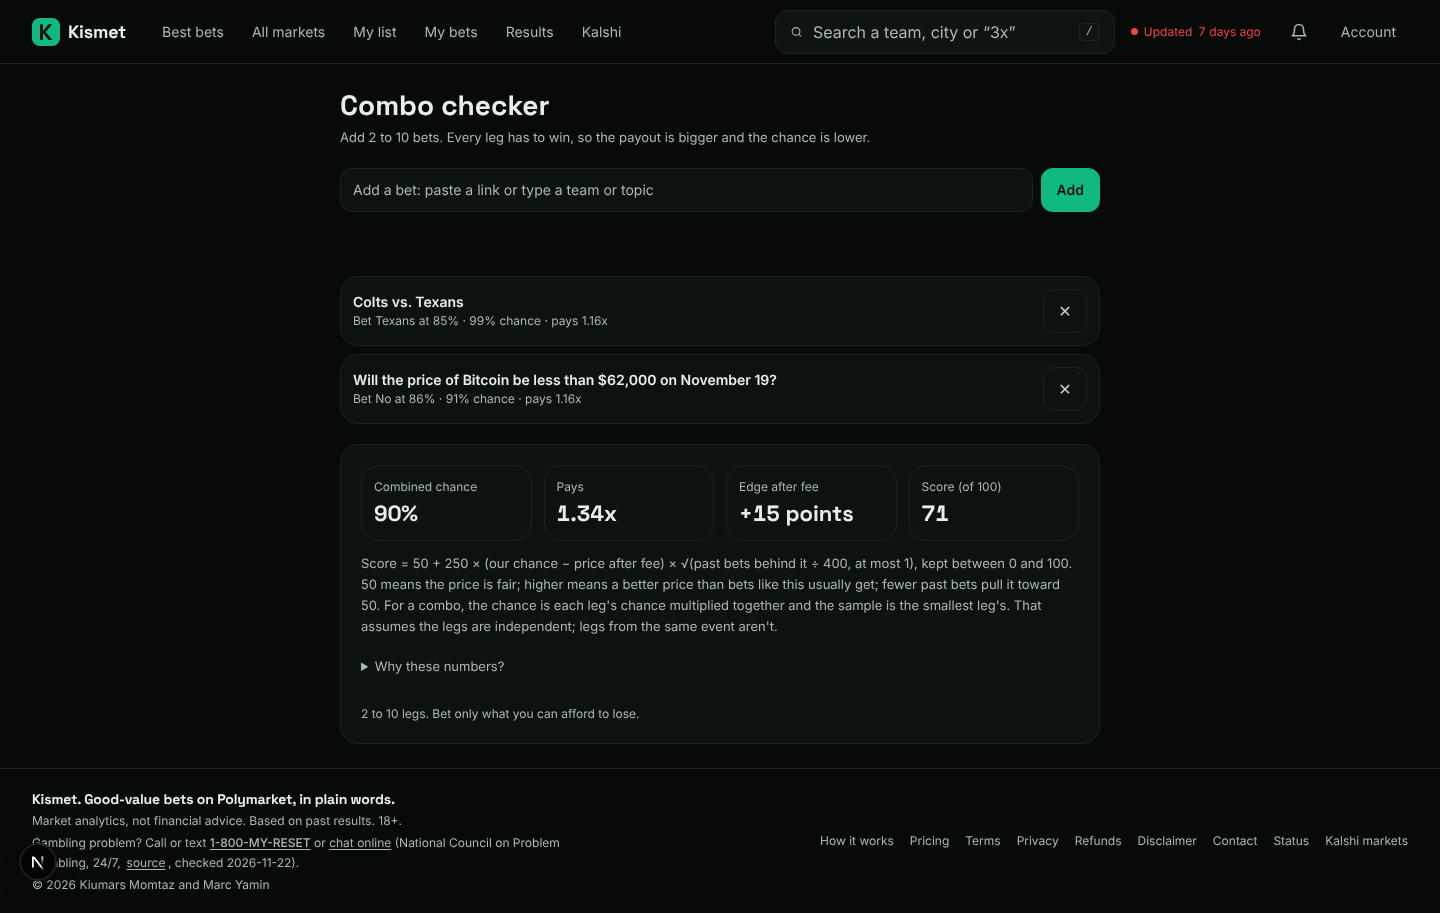 K Kismet
Best bets
All markets
My list
My bets
Results
Kalshi
Search a team, city or “3x”
/
Updated 7 days ago
Account
Combo checker
Add 2 to 10 bets. Every leg has to win, so the payout is bigger and the chance is lower.
Add a bet: paste a link or type a team or topic
Add
Colts vs. Texans
Bet Texans at 85% · 99% chance · pays 1.16x
✕
Will the price of Bitcoin be less than $62,000 on November 19?
Bet No at 86% · 91% chance · pays 1.16x
✕
Combined chance
90%
Pays
1.34x
Edge after fee
+15 points
Score (of 100)
71
Score = 50 + 250 × (our chance − price after fee) × √(past bets behind it ÷ 400, at most 1), kept between 0 and 100.
50 means the price is fair; higher means a better price than bets like this usually get; fewer past bets pull it toward
50. For a combo, the chance is each leg's chance multiplied together and the sample is the smallest leg's. That
assumes the legs are independent; legs from the same event aren't.
Why these numbers?
2 to 10 legs. Bet only what you can afford to lose.
Kismet. Good-value bets on Polymarket, in plain words.
Market analytics, not financial advice. Based on past results. 18+.
Gambling problem? Call or text 1-800-MY-RESET or chat online (National Council on Problem
bling, 24/7, source , checked 2026-11-22).
© 2026 Kiumars Momtaz and Marc Yamin
N
How it works
Pricing
Terms
Privacy
Refunds
Disclaimer
Contact
Status
Kalshi markets